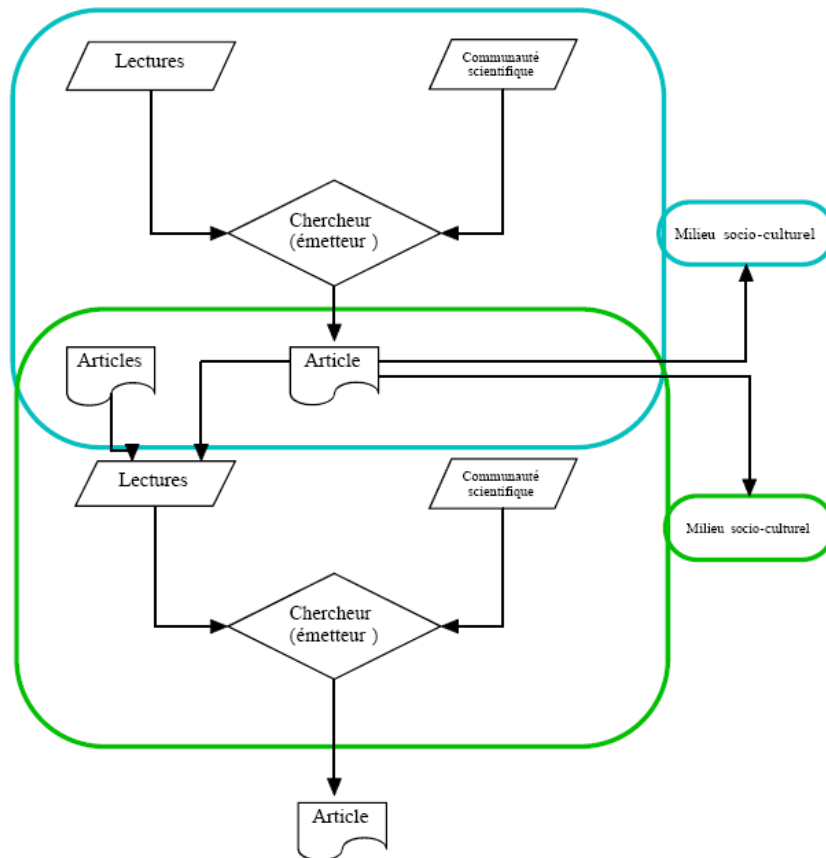 Lectures
Communauté
scientifique
Chercheur
(émetteur )
Milieu socio-culturel
Articles
Article
Lectures
Communauté
scientifique
Milieu socio-culturel
Chercheur
(émetteur )
Article